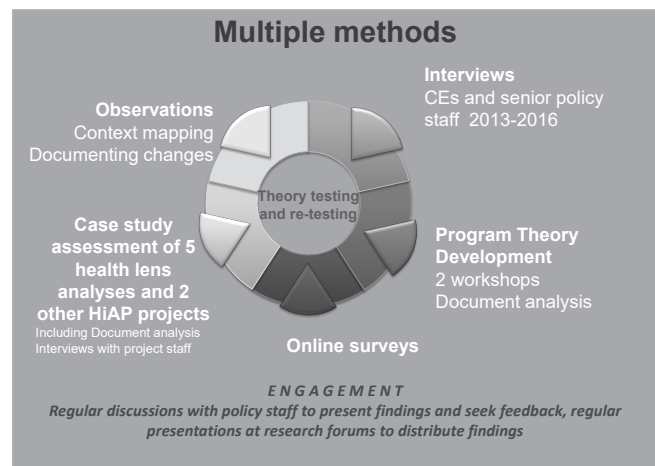 Multiple methods
Interviews
CEs and senior policy
staff 2013-2016
Observations
Context mapping
Documenting changes
Theory testing
and re-testing
Program Theory
Development
2 workshops
Document analysis
Case study
assessment of 5
health lens
analyses and 2
other HiAP projects
Including Document analysis
Interviews with project staff
Online surveys
ENGAGEMENT
Regular discussions with policy staff to present findings and seek feedback, regular
presentations at research forums to distribute findings